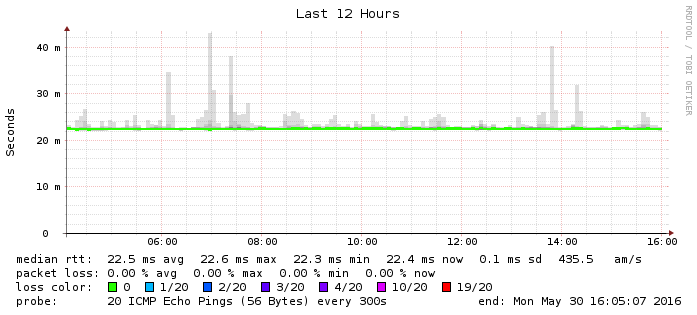 Last 12 Hours
RRDTOOL / TOBI OETIKER
Seconds
40 m
30 m
20 m
10 m
0
06:00 08:00 10:00 12:00 14:00 16:00
median rtt: 22.5 ms avg 22.6 ms max 22.3 ms min 22.4 ms now 0.1 ms sd 435.5 am/s
packet loss: 0.00 % avg 0.00 % max 0.00 % min 0.00 % now
loss color: 0 1/20 2/20 3/20 4/20 10/20 19/20
probe: 20 ICMP Echo Pings (56 Bytes) every 300s end: Mon May 30 16:05:07 2016